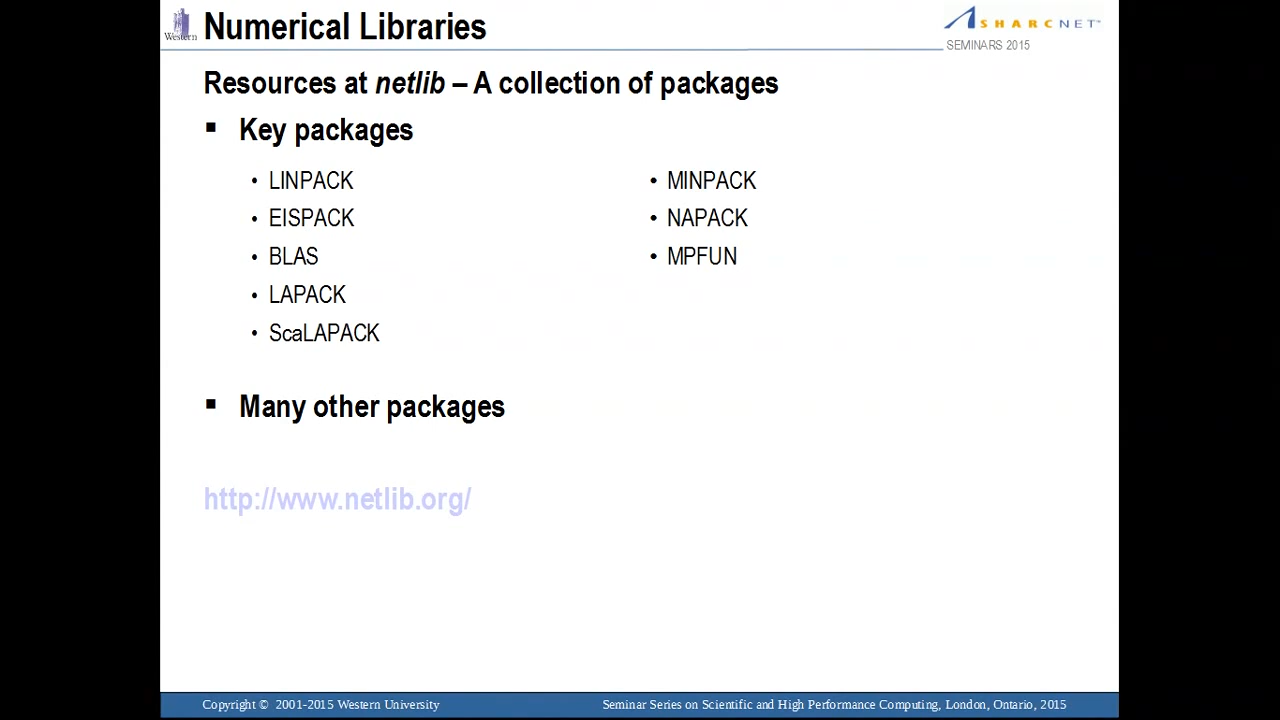 Western
Numerical Libraries
SHARCNET™
SEMINARS 2015
Resources at netlib – A collection of packages
▪ Key packages
• LINPACK
• EISPACK
• BLAS
• LAPACK
• ScaLAPACK
• MINPACK
• NAPACK
• MPFUN
▪ Many other packages
http://www.netlib.org/
Copyright © 2001-2015 Western University
Seminar Series on Scientific and High Performance Computing, London, Ontario, 2015